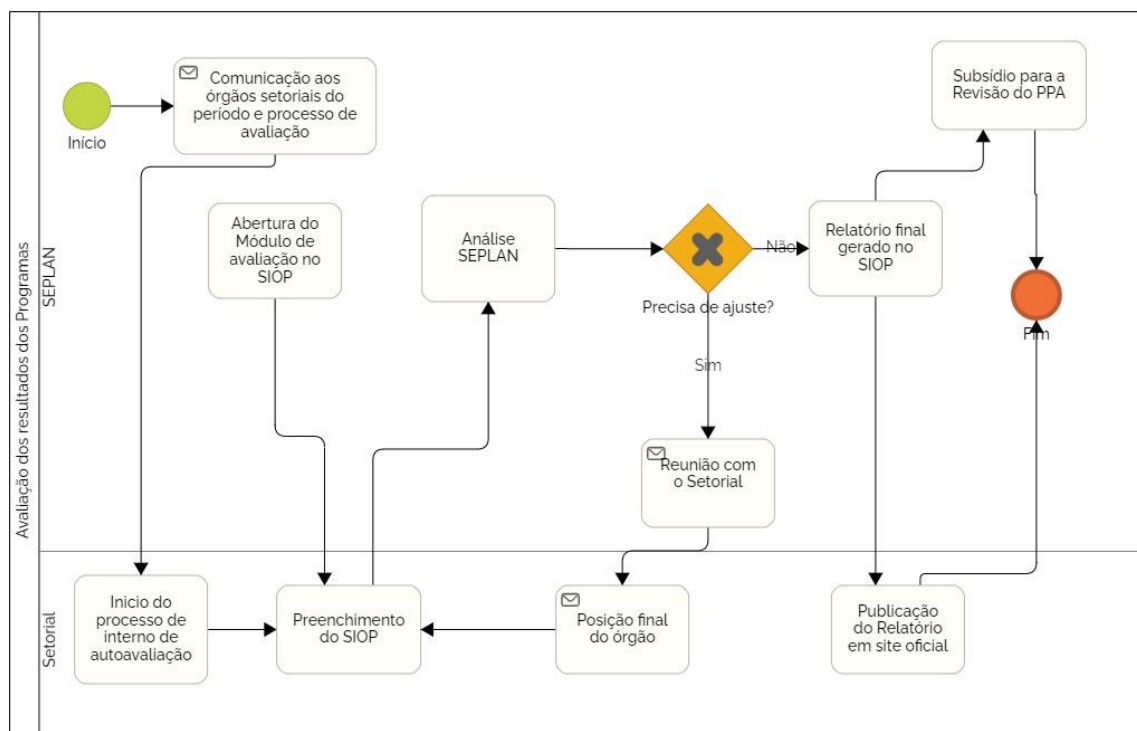 Avaliação dos resultados dos Programas
SEPLAN
Início
Comunicação aos
órgãos setoriais do
período e processo de
avaliação
Abertura do
Módulo de
avaliação no
SIOP
Análise
SEPLAN
Precisa de ajuste?
Não
Sim
Relatório final
gerado no
SIOP
Subsídio para a
Revisão do PPA
Fim
Reunião com
o Setorial
Setorial
Inicio do
processo de
interno de
autoavaliação
Preenchimento
do SIOP
Posição final
do órgão
Publicação
do Relatório
em site oficial